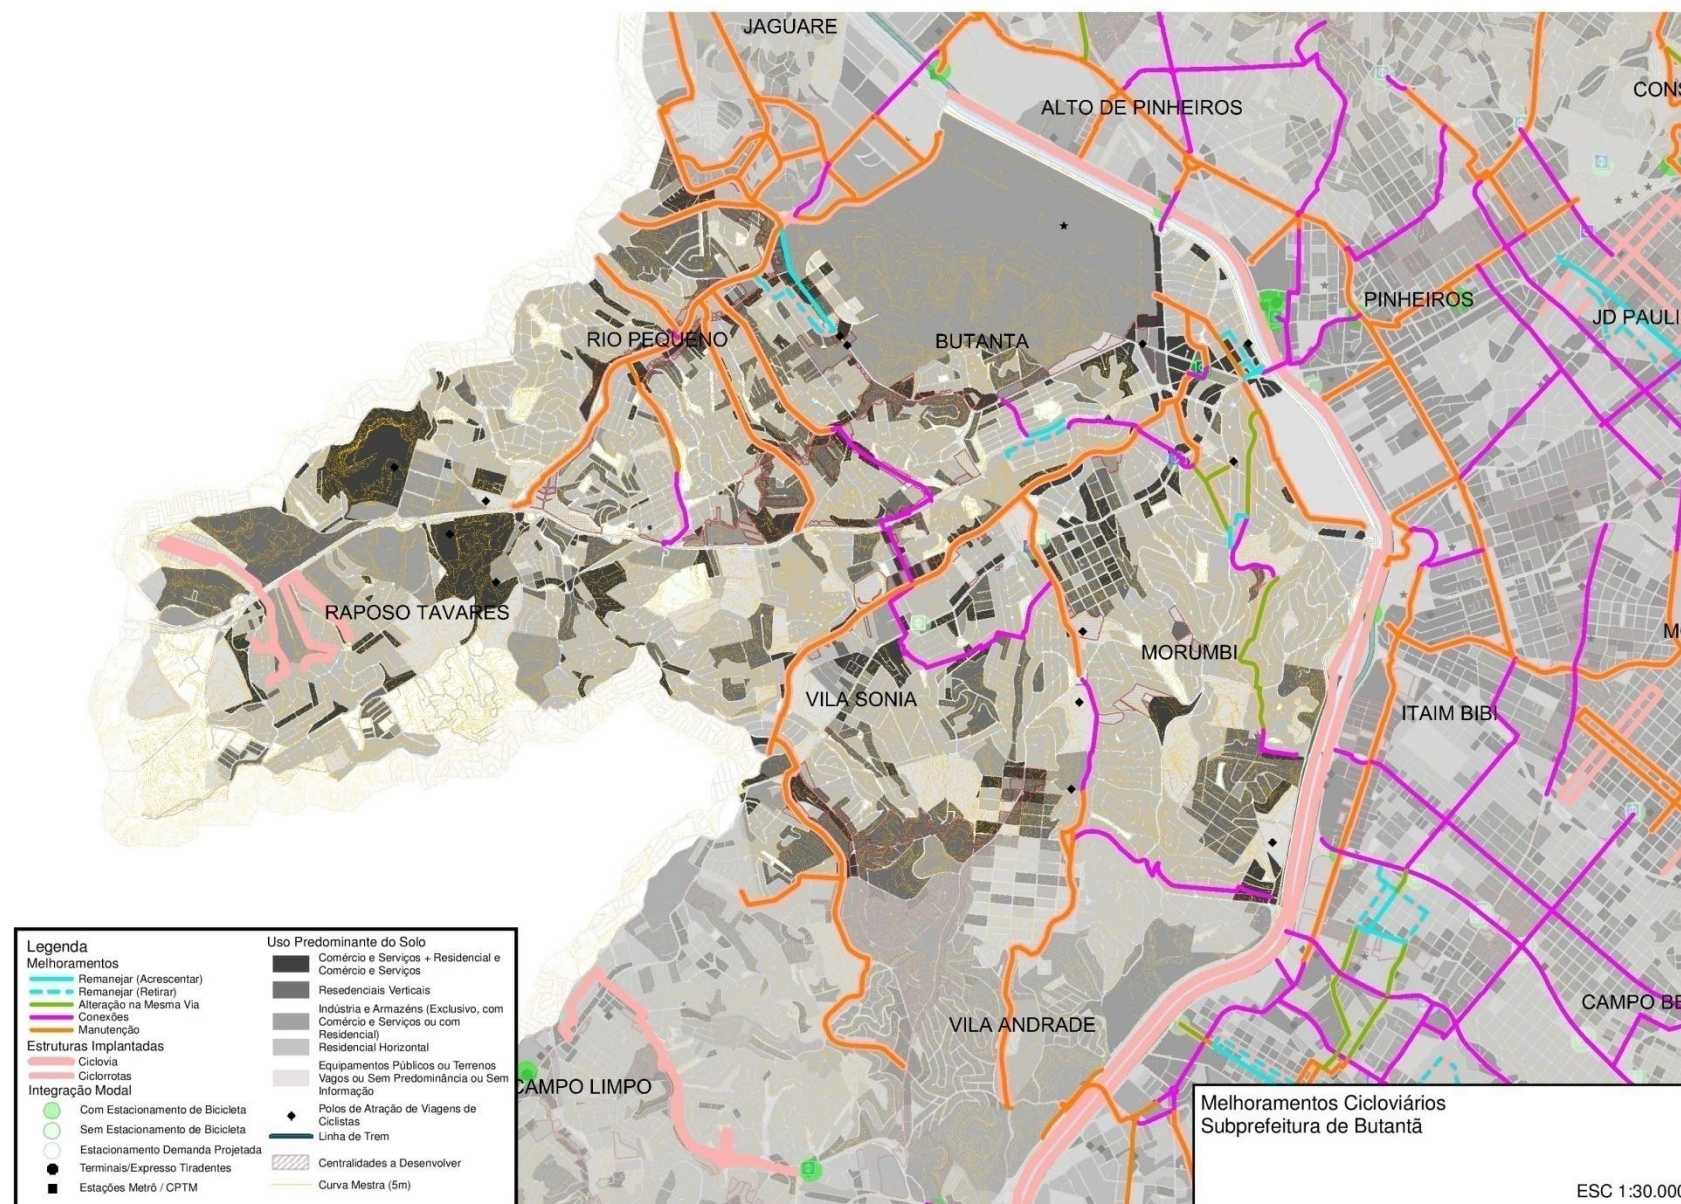 JAGUARE
CONS
ALTO DE PINHEIROS
PINHEIROS
JD PAULI
RIO PEQUENO
BUTANTA
RAPOSO TAVARES
MORUMBI
VILA SONIA
ITAIM BIBI
CAMPO BE
VILA ANDRADE
CAMPO LIMPO
Legenda
Melhoramentos
Remanejar (Acrescentar)
Remanejar (Retirar)
Alteração na Mesma Via
Conexões
Manutenção
Estruturas Implantadas
Ciclovia
Ciclorrotas
Integração Modal
Com Estacionamento de Bicicleta
Sem Estacionamento de Bicicleta
Estacionamento Demanda Projetada
Terminais/Expresso Tiradentes
Estações Metrô / CPTM
Uso Predominante do Solo
Comércio e Serviços + Residencial e
Comércio e Serviços
Resedenciais Verticais
Indústria e Armazéns (Exclusivo, com
Comércio e Serviços ou com
Residencial)
Residencial Horizontal
Equipamentos Públicos ou Terrenos
Vagos ou Sem Predominância ou Sem
Informação
Polos de Atração de Viagens de
Ciclistas
Linha de Trem
Centralidades a Desenvolver
Curva Mestra (5m)
Melhoramentos Cicloviários
Subprefeitura de Butantã
ESC 1:30.000